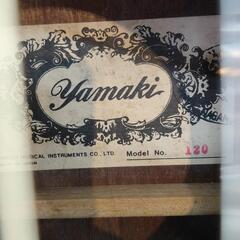 Yamaki
MUSICAL INSTRUMENTS CO., LTD. Model No. 120